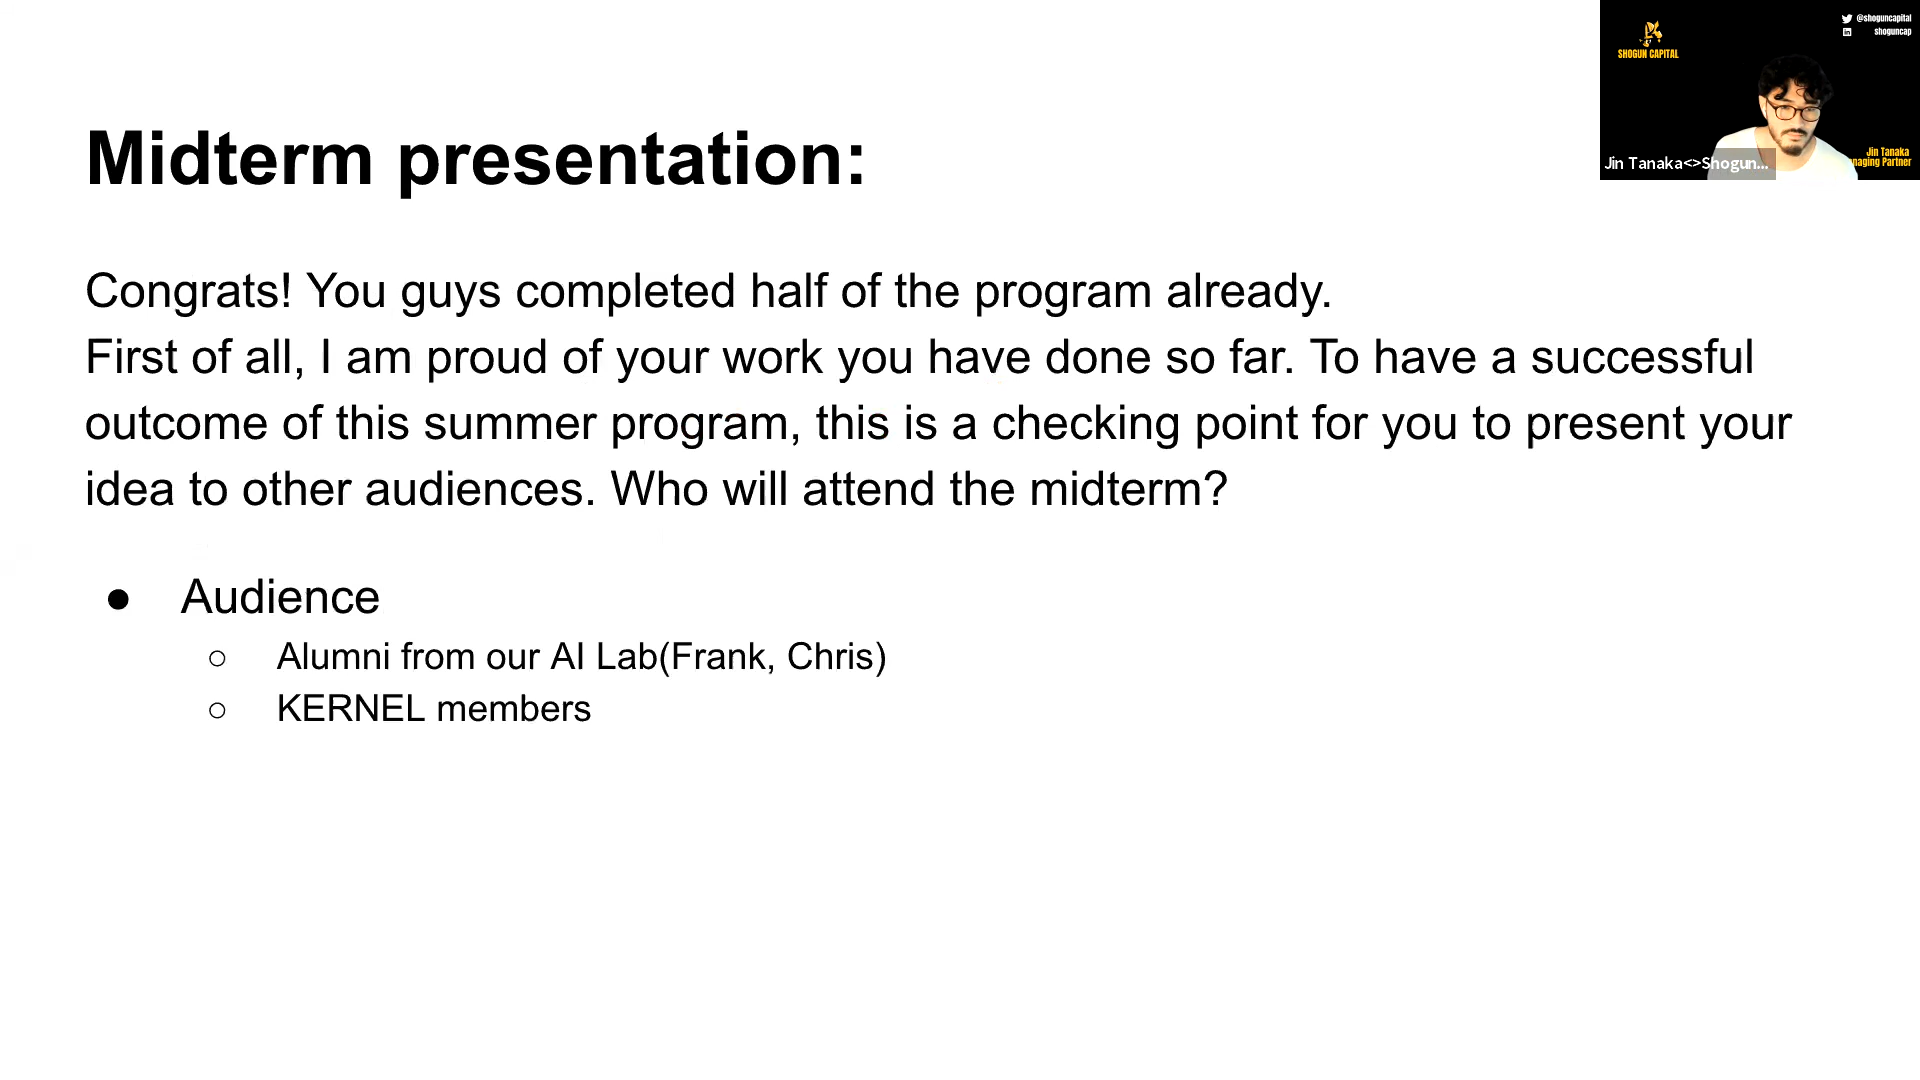 @shoguncapital
shoguncap
SHOGUN CAPITAL
Midterm presentation:
Jin Tanaka
naging Partner
Jin Tanaka<>Shogun...
Congrats! You guys completed half of the program already.
First of all, I am proud of your work you have done so far. To have a successful
outcome of this summer program, this is a checking point for you to present your
idea to other audiences. Who will attend the midterm?
● Audience
○ Alumni from our AI Lab(Frank, Chris)
○ KERNEL members